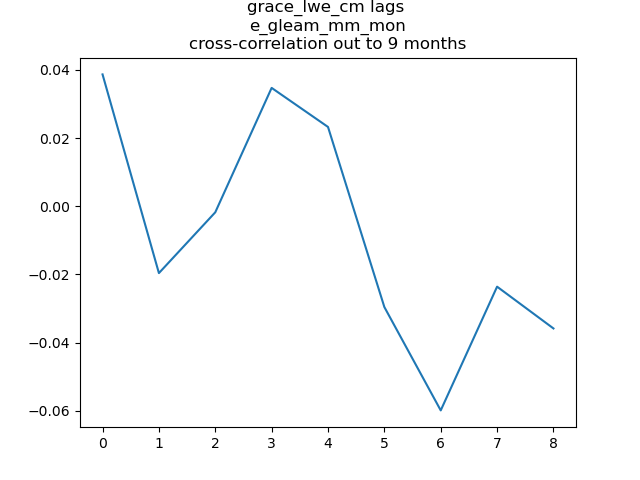 grace_lwe_cm lags
e_gleam_mm_mon
cross-correlation out to 9 months
0.04
0.02
0.00
−0.02
−0.04
−0.06
0 1 2 3 4 5 6 7 8